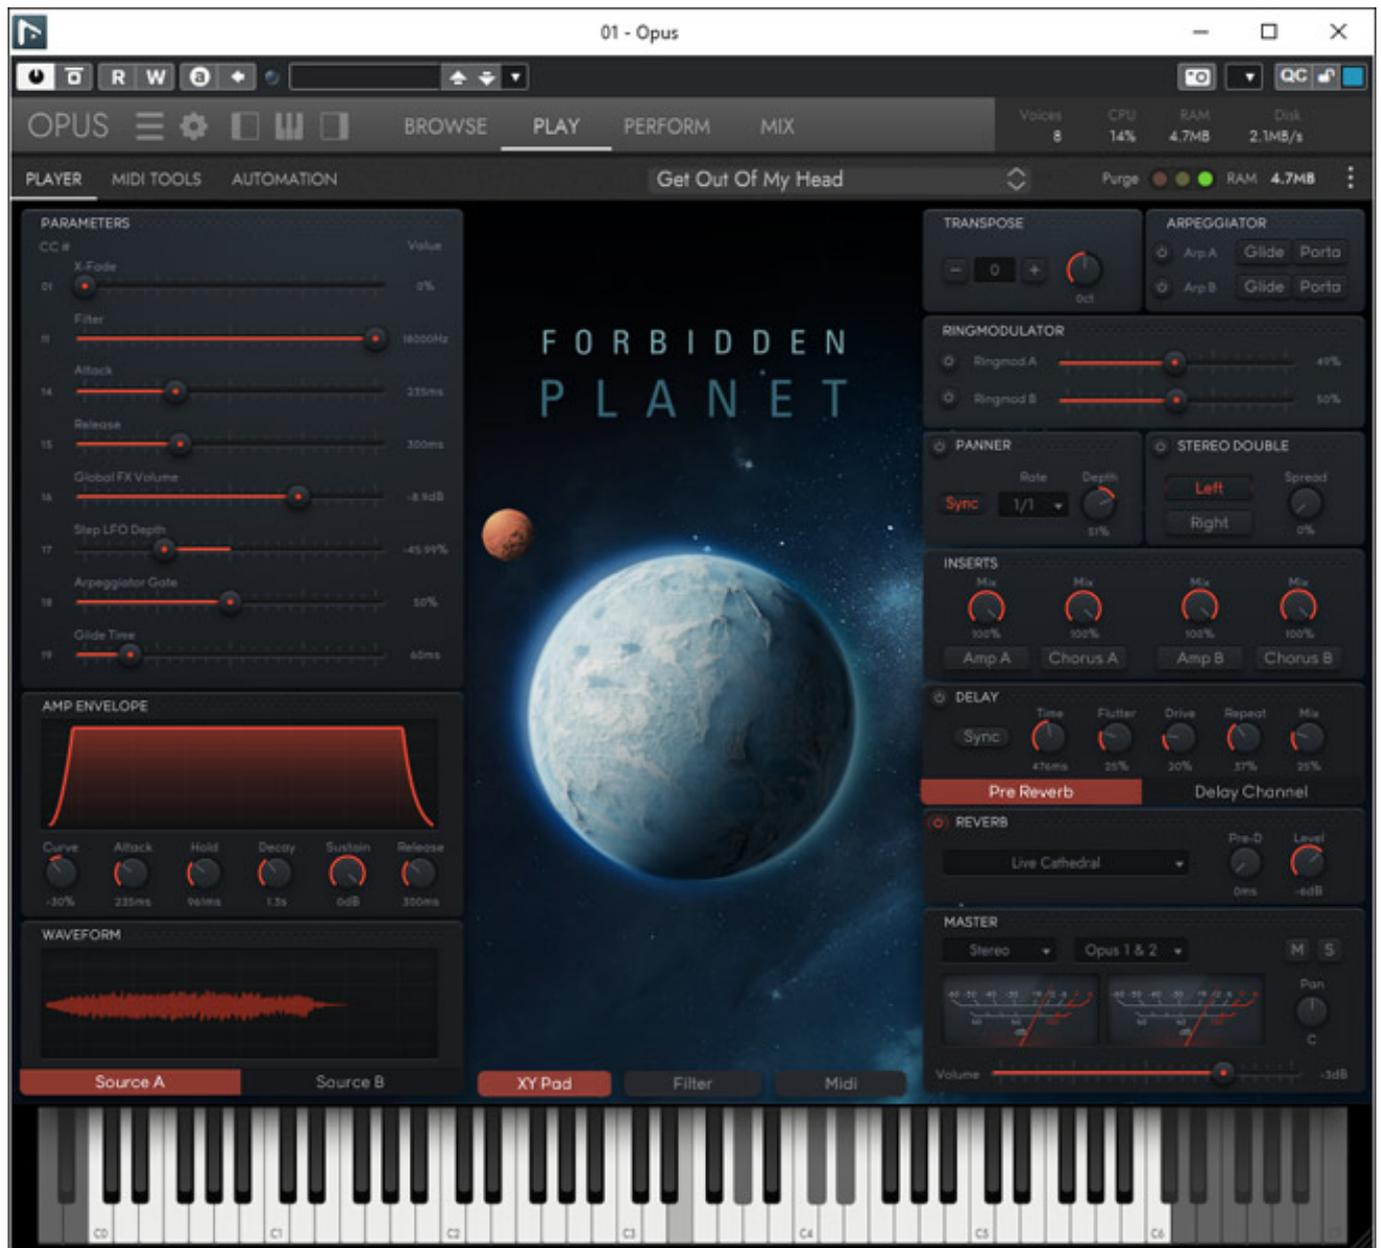 01 - Opus
R W a QC
OPUS BROWSE PLAY PERFORM MIX
Voices 8 CPU 14% RAM 4.7MB Disk 2.1MB/s
PLAYER MIDI TOOLS AUTOMATION Get Out Of My Head Purge RAM 4.7MB
PARAMETERS
CC # Value
X-Fade
01 0%
Filter
11 18000Hz
Attack
14 235ms
Release
15 300ms
Global FX Volume
16 -8.9dB
Step LFO Depth
17 -45.99%
Arpeggiator Gate
18 50%
Glide Time
19 60ms
AMP ENVELOPE
Curve Attack Hold Decay Sustain Release
-30% 235ms 961ms 1.3s 0dB 300ms
WAVEFORM
Source A Source B
FORBIDDEN
PLANET
XY Pad Filter Midi
TRANSPOSE
- 0 +
Oct
ARPEGGIATOR
Arp A Glide Porta
Arp B Glide Porta
RINGMODULATOR
Ringmod A 49%
Ringmod B 50%
PANNER
Rate Depth
Sync 1/1
51%
STEREO DOUBLE
Left Spread
Right
0%
INSERTS
Mix Mix Mix Mix
100% 100% 100% 100%
Amp A Chorus A Amp B Chorus B
DELAY
Time Flutter Drive Repeat Mix
Sync
476ms 25% 20% 37% 25%
Pre Reverb Delay Channel
REVERB
Pre-D Level
Live Cathedral
0ms -6dB
MASTER
Stereo Opus 1 & 2 M S
Pan
C
Volume -3dB
C0 C1 C2 C3 C4 C5 C6